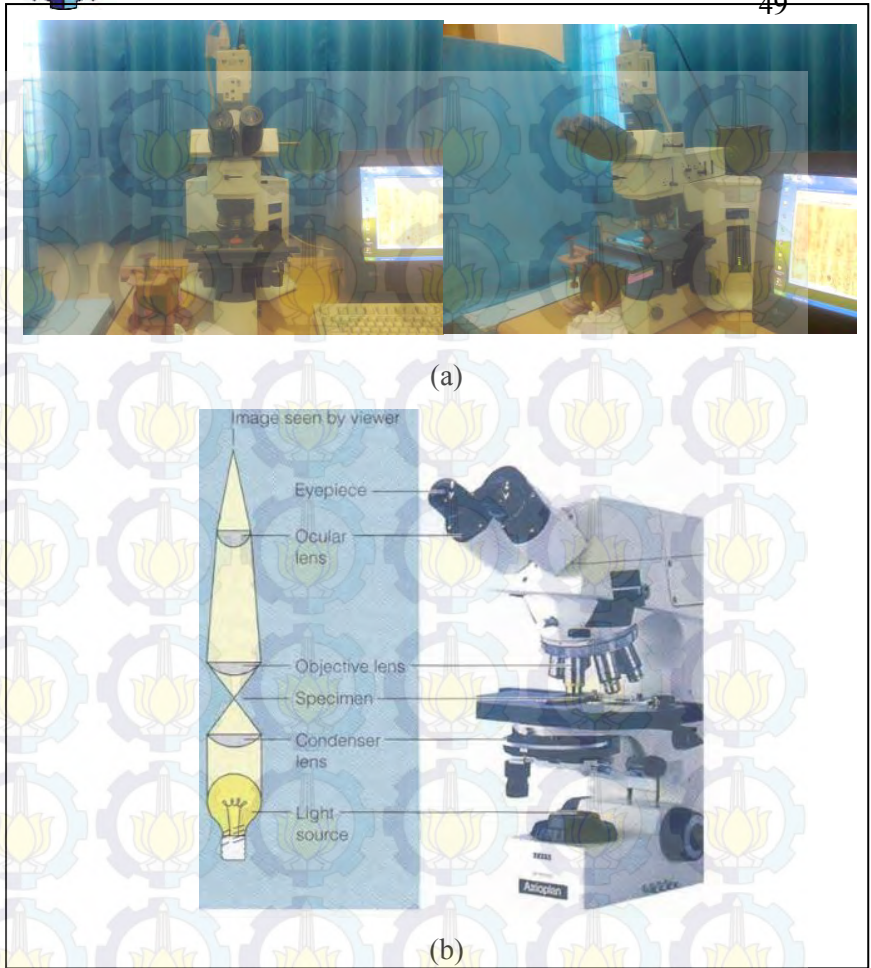 49
(a)
Image seen by viewer
Eyepiece
Ocular
lens
Objective lens
Specimen
Condenser
lens
Light
source
Axioplan
(b)